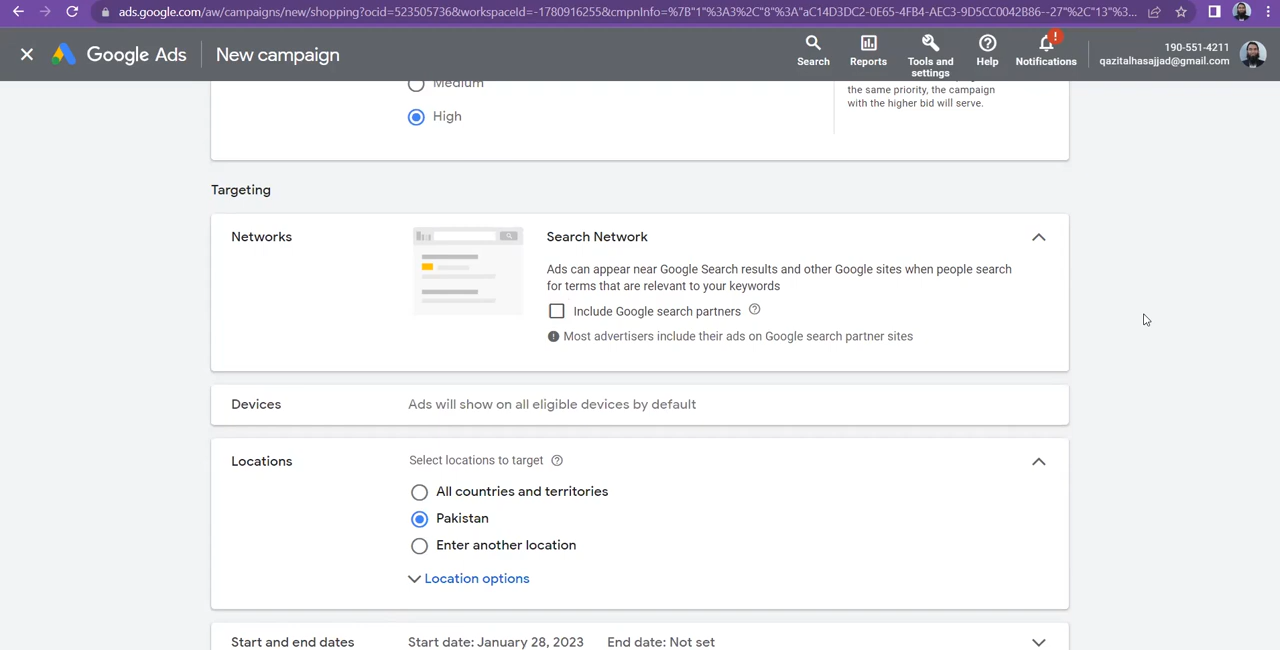 ads.google.com/aw/campaigns/new/shopping?ocid=523505736&workspaceId=-1780916255&cmpnInfo=%7B"1"%3A3%2C"8"%3A"aC14D3DC2-0E65-4FB4-AEC3-9D5CC0042B86--27"%2C"13"%3...
Google Ads
New campaign
Search
Reports
Tools and
settings
Help
Notifications
!
190-551-4211
qazitalhasajjad@gmail.com
Medium
High
the same priority, the campaign
with the higher bid will serve.
Targeting
Networks
Search Network
Ads can appear near Google Search results and other Google sites when people search
for terms that are relevant to your keywords
Include Google search partners
Most advertisers include their ads on Google search partner sites
Devices
Ads will show on all eligible devices by default
Locations
Select locations to target
All countries and territories
Pakistan
Enter another location
Location options
Start and end dates
Start date: January 28, 2023
End date: Not set